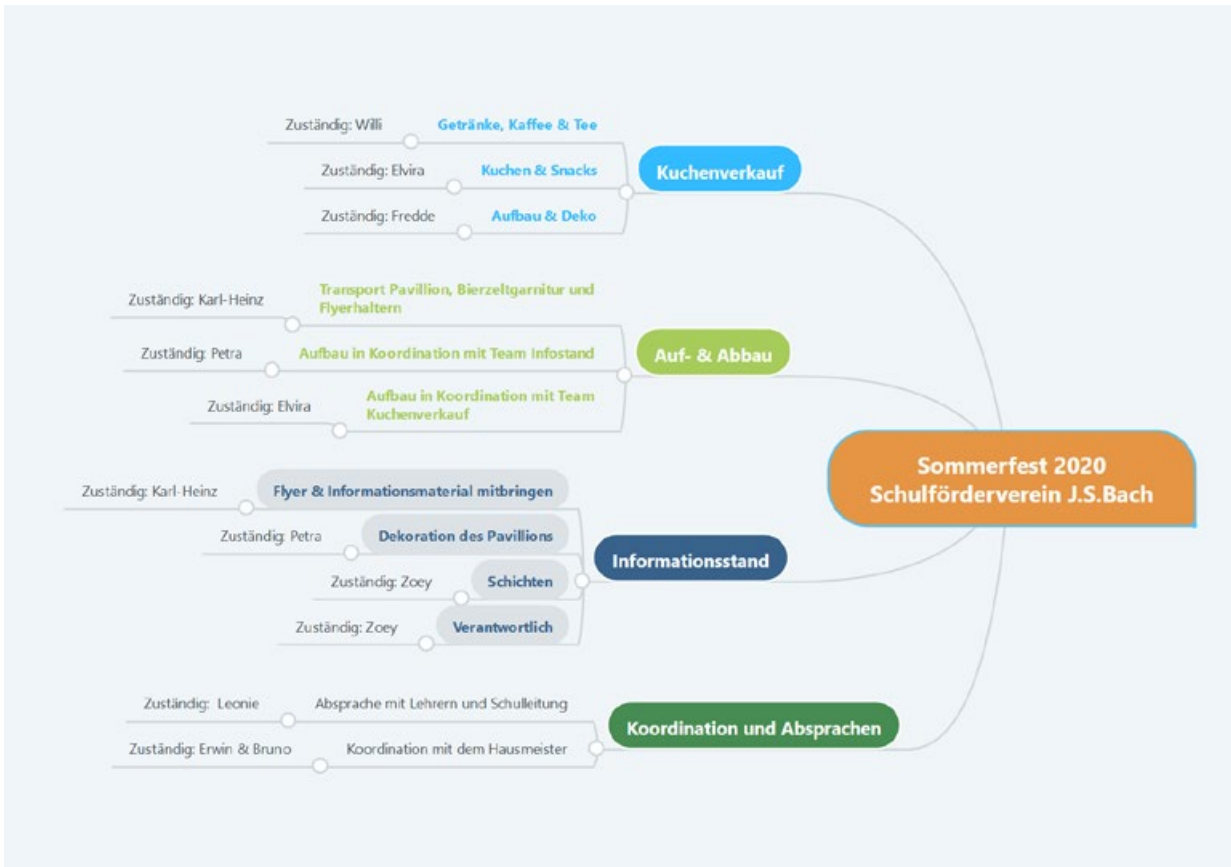 Zuständig: Willi
Getränke, Kaffee & Tee
Zuständig: Elvira
Kuchen & Snacks
Kuchenverkauf
Zuständig: Fredde
Aufbau & Deko
Zuständig: Karl-Heinz
Transport Pavillion, Bierzeltgarnitur und
Flyerhaltern
Zuständig: Petra
Aufbau in Koordination mit Team Infostand
Auf- & Abbau
Zuständig: Elvira
Aufbau in Koordination mit Team
Kuchenverkauf
Sommerfest 2020
Schulförderverein J.S.Bach
Zuständig: Karl-Heinz
Flyer & Informationsmaterial mitbringen
Zuständig: Petra
Dekoration des Pavillions
Informationsstand
Zuständig: Zoey
Schichten
Zuständig: Zoey
Verantwortlich
Zuständig: Leonie
Absprache mit Lehrern und Schulleitung
Koordination und Absprachen
Zuständig: Erwin & Bruno
Koordination mit dem Hausmeister